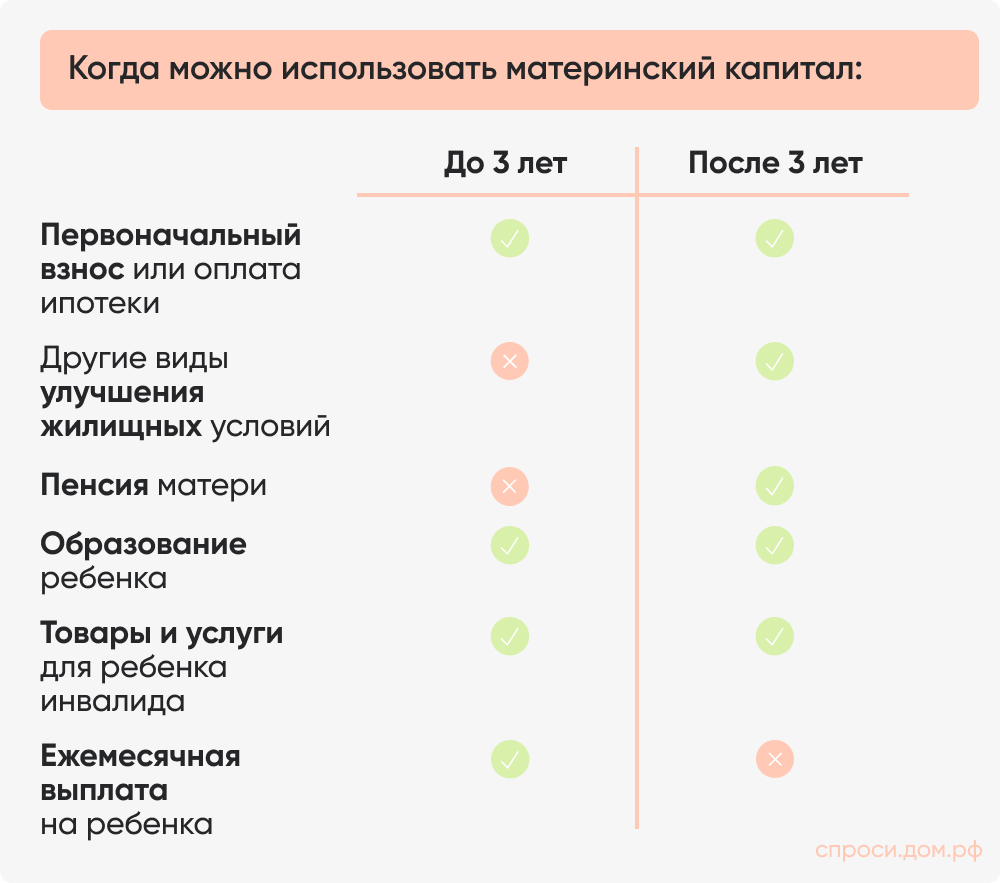 Когда можно использовать материнский капитал:
До 3 лет
После 3 лет
Первоначальный
взнос или оплата
ипотеки
Другие виды
улучшения
жилищных условий
Пенсия матери
Образование
ребенка
Товары и услуги
для ребенка
инвалида
Ежемесячная
выплата
на ребенка
спроси.дом.рф